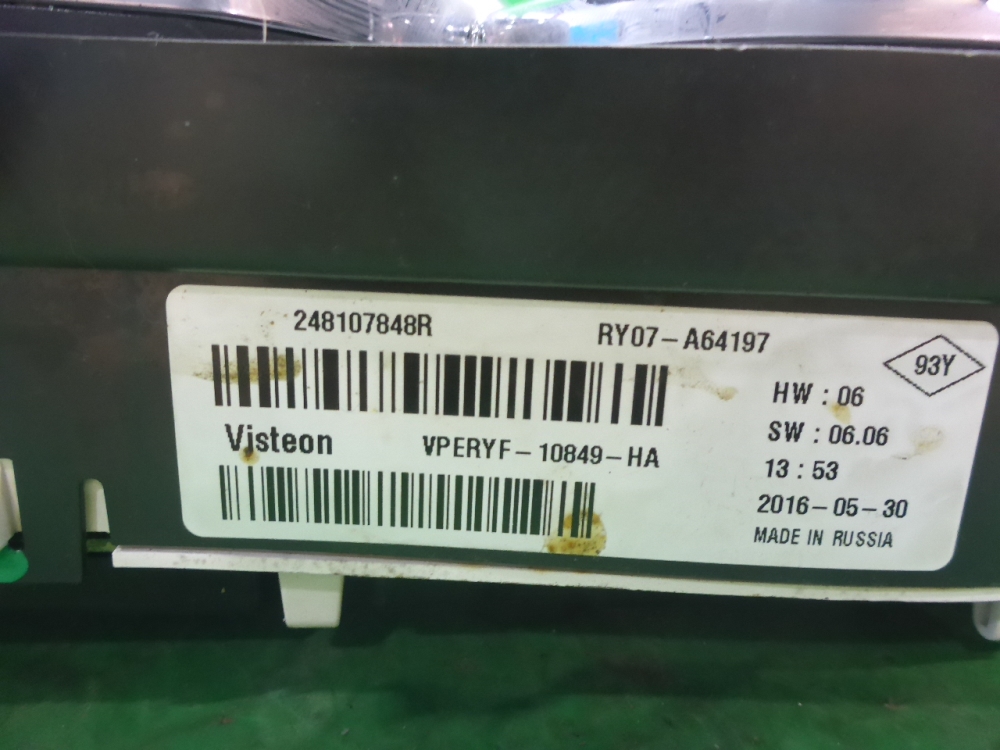 248107848R
RY07-A64197
93Y
HW : 06
Visteon
VPERYF-10849-HA
SW : 06.06
13 : 53
2016-05-30
MADE IN RUSSIA